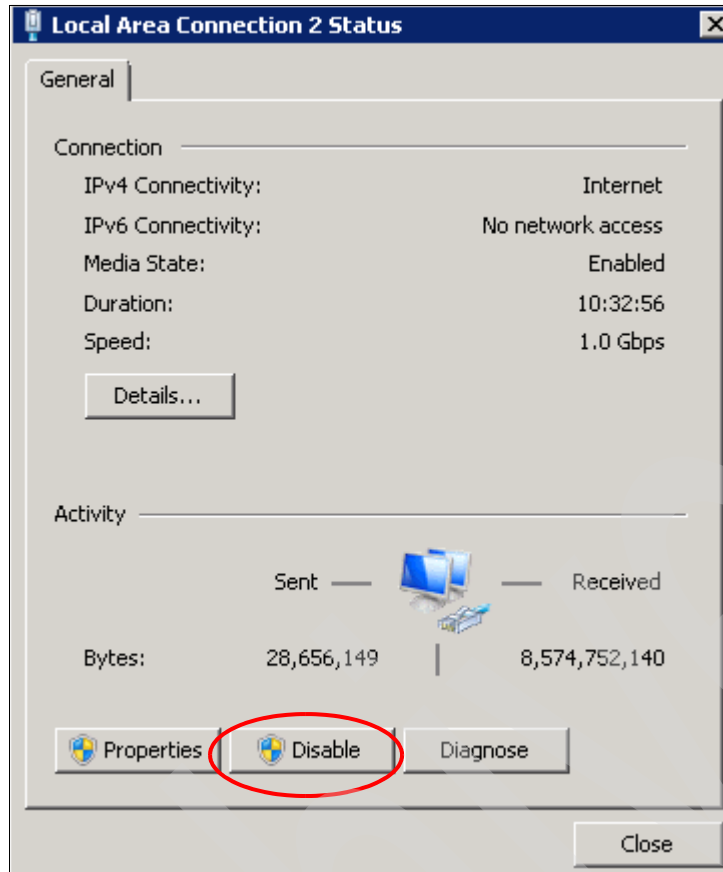 Local Area Connection 2 Status
General
Connection
IPv4 Connectivity: Internet
IPv6 Connectivity: No network access
Media State: Enabled
Duration: 10:32:56
Speed: 1.0 Gbps
Details...
Activity
Sent Received
Bytes: 28,656,149 8,574,752,140
Properties Disable Diagnose
Close